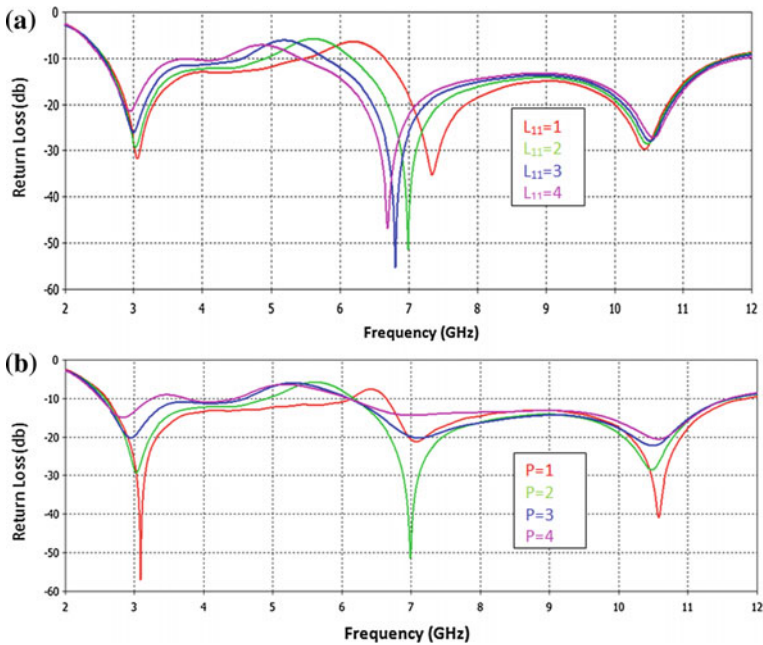 (a)
0
-10
-20
-30
-40
-50
-60
Return Loss (db)
L₁₁=1
L₁₁=2
L₁₁=3
L₁₁=4
2 3 4 5 6 7 8 9 10 11 12
Frequency (GHz)
(b)
0
-10
-20
-30
-40
-50
-60
Return Loss (db)
P=1
P=2
P=3
P=4
2 3 4 5 6 7 8 9 10 11 12
Frequency (GHz)